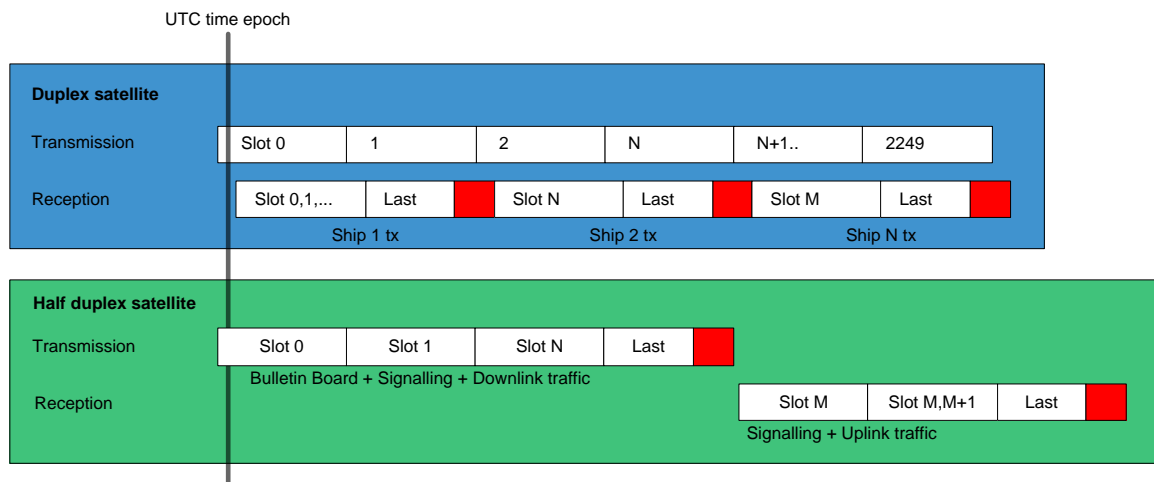 UTC time epoch
Duplex satellite
Transmission Slot 0 1 2 N N+1.. 2249
Reception Slot 0,1,... Last Slot N Last Slot M Last
Ship 1 tx Ship 2 tx Ship N tx
Half duplex satellite
Transmission Slot 0 Slot 1 Slot N Last
Bulletin Board + Signalling + Downlink traffic
Reception Slot M Slot M,M+1 Last
Signalling + Uplink traffic